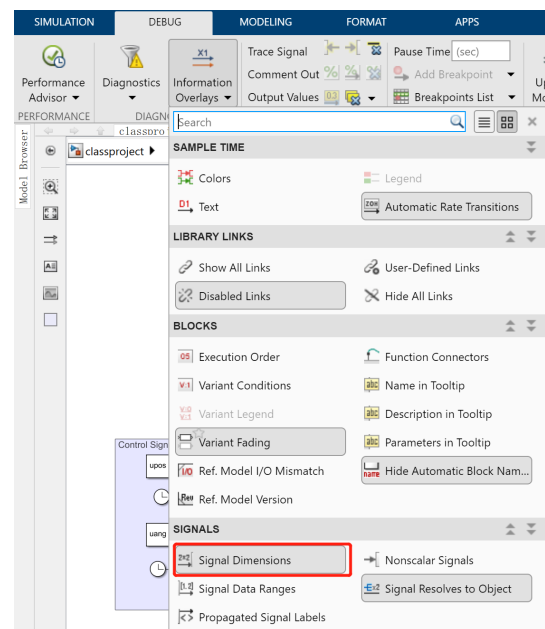 SIMULATION DEBUG MODELING FORMAT APPS
Performance Advisor
Diagnostics
Information Overlays
Trace Signal
Comment Out
Output Values
Pause Time (sec)
Add Breakpoint
Breakpoints List
PERFORMANCE
Search
Model Browser
classproject
SAMPLE TIME
Colors Legend
Text Automatic Rate Transitions
LIBRARY LINKS
Show All Links User-Defined Links
Disabled Links Hide All Links
BLOCKS
Execution Order Function Connectors
Variant Conditions Name in Tooltip
Variant Legend Description in Tooltip
Variant Fading Parameters in Tooltip
Ref. Model I/O Mismatch Hide Automatic Block Nam...
Ref. Model Version
Control Sign
upos
uang
SIGNALS
Signal Dimensions Nonscalar Signals
Signal Data Ranges Signal Resolves to Object
Propagated Signal Labels